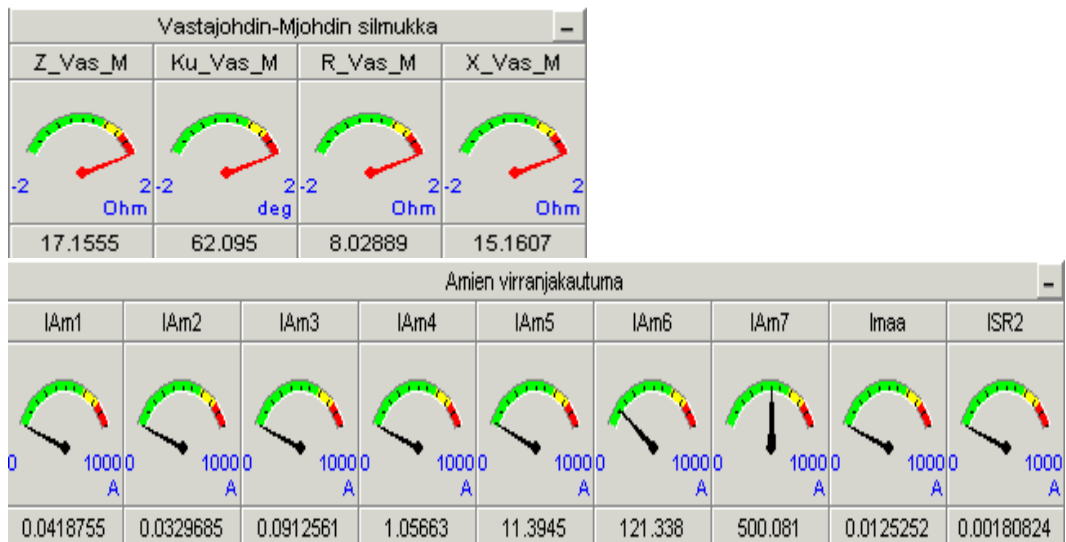 Vastajohdin-Mjohdin silmukka
Z_Vas_M Ku_Vas_M R_Vas_M X_Vas_M
-2 2 -2 2 -2 2 -2 2
Ohm deg Ohm Ohm
17.1555 62.095 8.02889 15.1607
Amien virranjakautuma
IAm1 IAm2 IAm3 IAm4 IAm5 IAm6 IAm7 Imaa ISR2
0 1000 0 1000 0 1000 0 1000 0 1000 0 1000 0 1000 0 1000 0 1000
A A A A A A A A A
0.0418755 0.0329685 0.0912561 1.05663 11.3945 121.338 500.081 0.0125252 0.00180824